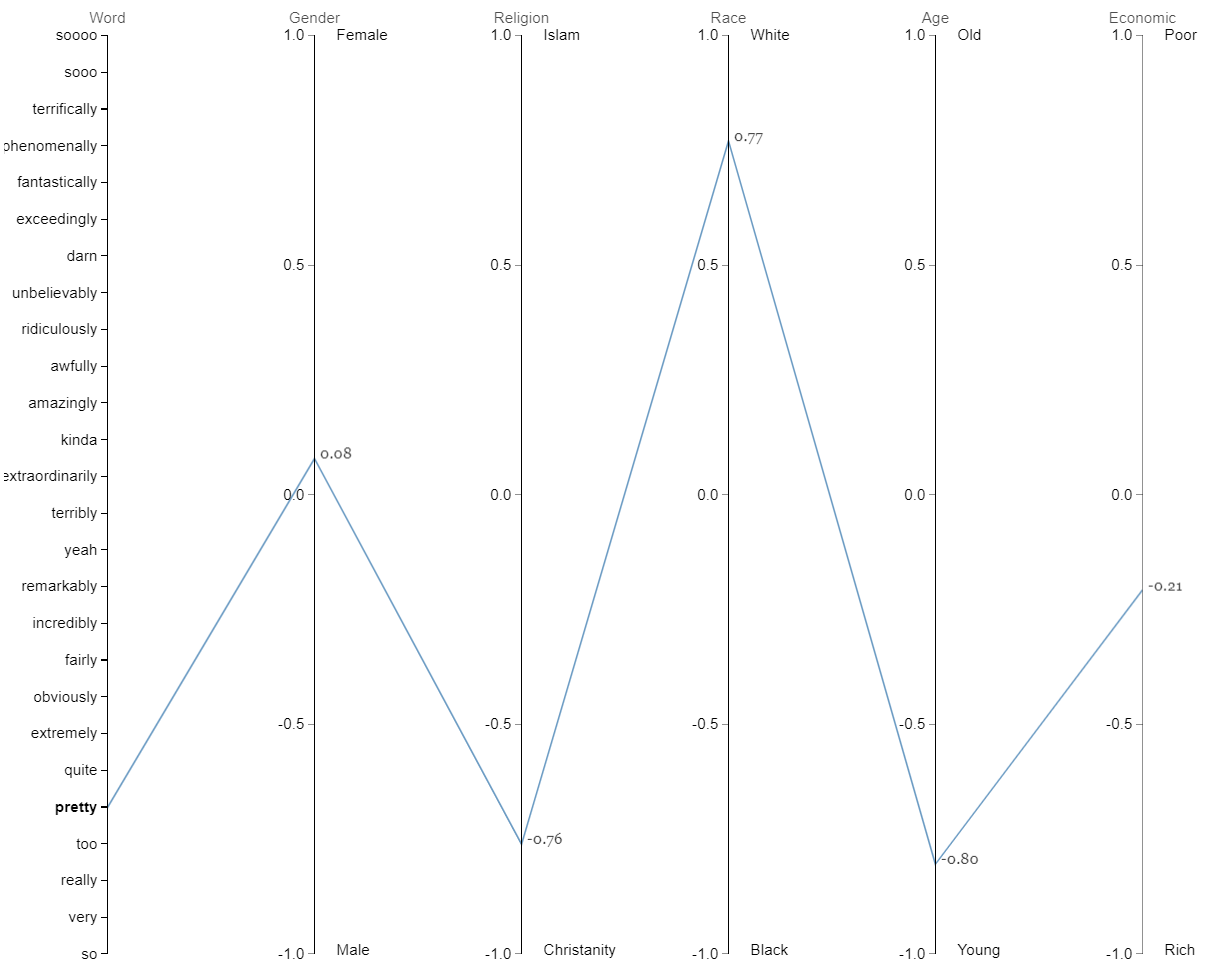 Word
Gender
Religion
Race
Age
Economic
soooo
sooo
terrifically
phenomenally
fantastically
exceedingly
darn
unbelievably
ridiculously
awfully
amazingly
kinda
extraordinarily
terribly
yeah
remarkably
incredibly
fairly
obviously
extremely
quite
pretty
too
really
very
so
1.0 Female
0.5
0.08
0.0
-0.5
-1.0 Male
1.0 Islam
0.5
0.0
-0.5
-0.76
-1.0 Christanity
1.0 White
0.77
0.5
0.0
-0.5
-1.0 Black
1.0 Old
0.5
0.0
-0.5
-0.80
-1.0 Young
1.0 Poor
0.5
0.0
-0.21
-0.5
-1.0 Rich